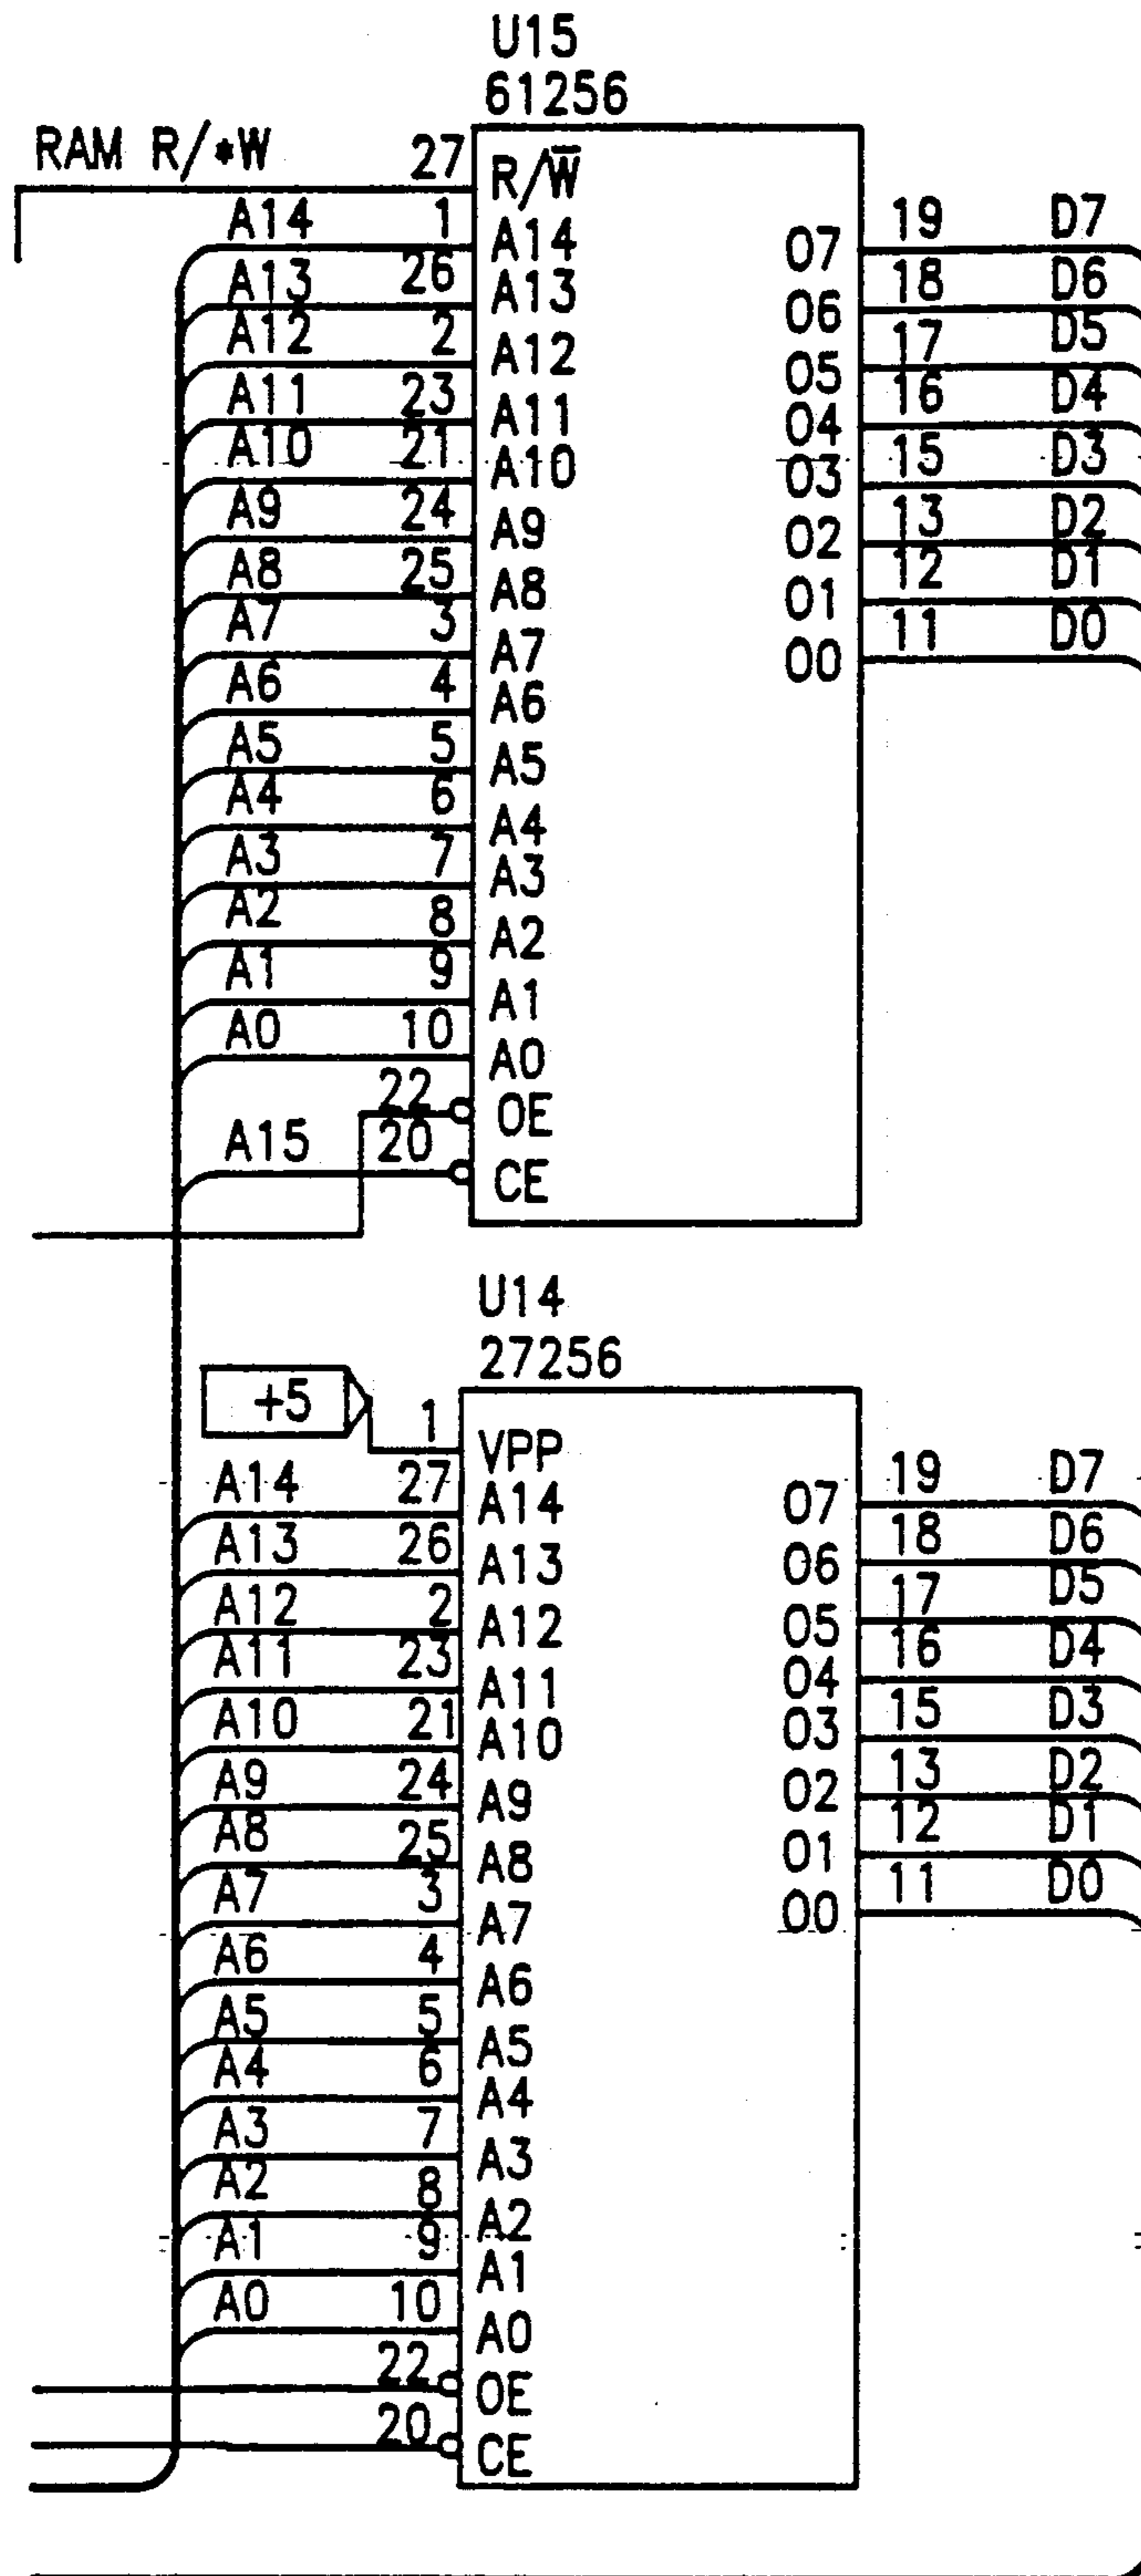 U15
61256
RAM R/*W 27 R/W̅
A14 1 A14 O7 19 D7
A13 26 A13 O6 18 D6
A12 2 A12 O5 17 D5
A11 23 A11 O4 16 D4
A10 21 A10 O3 15 D3
A9 24 A9 O2 13 D2
A8 25 A8 O1 12 D1
A7 3 A7 O0 11 D0
A6 4 A6
A5 5 A5
A4 6 A4
A3 7 A3
A2 8 A2
A1 9 A1
A0 10 A0
22 OE
A15 20 CE
U14
27256
+5 1 VPP
A14 27 A14 O7 19 D7
A13 26 A13 O6 18 D6
A12 2 A12 O5 17 D5
A11 23 A11 O4 16 D4
A10 21 A10 O3 15 D3
A9 24 A9 O2 13 D2
A8 25 A8 O1 12 D1
A7 3 A7 O0 11 D0
A6 4 A6
A5 5 A5
A4 6 A4
A3 7 A3
A2 8 A2
A1 9 A1
A0 10 A0
22 OE
20 CE